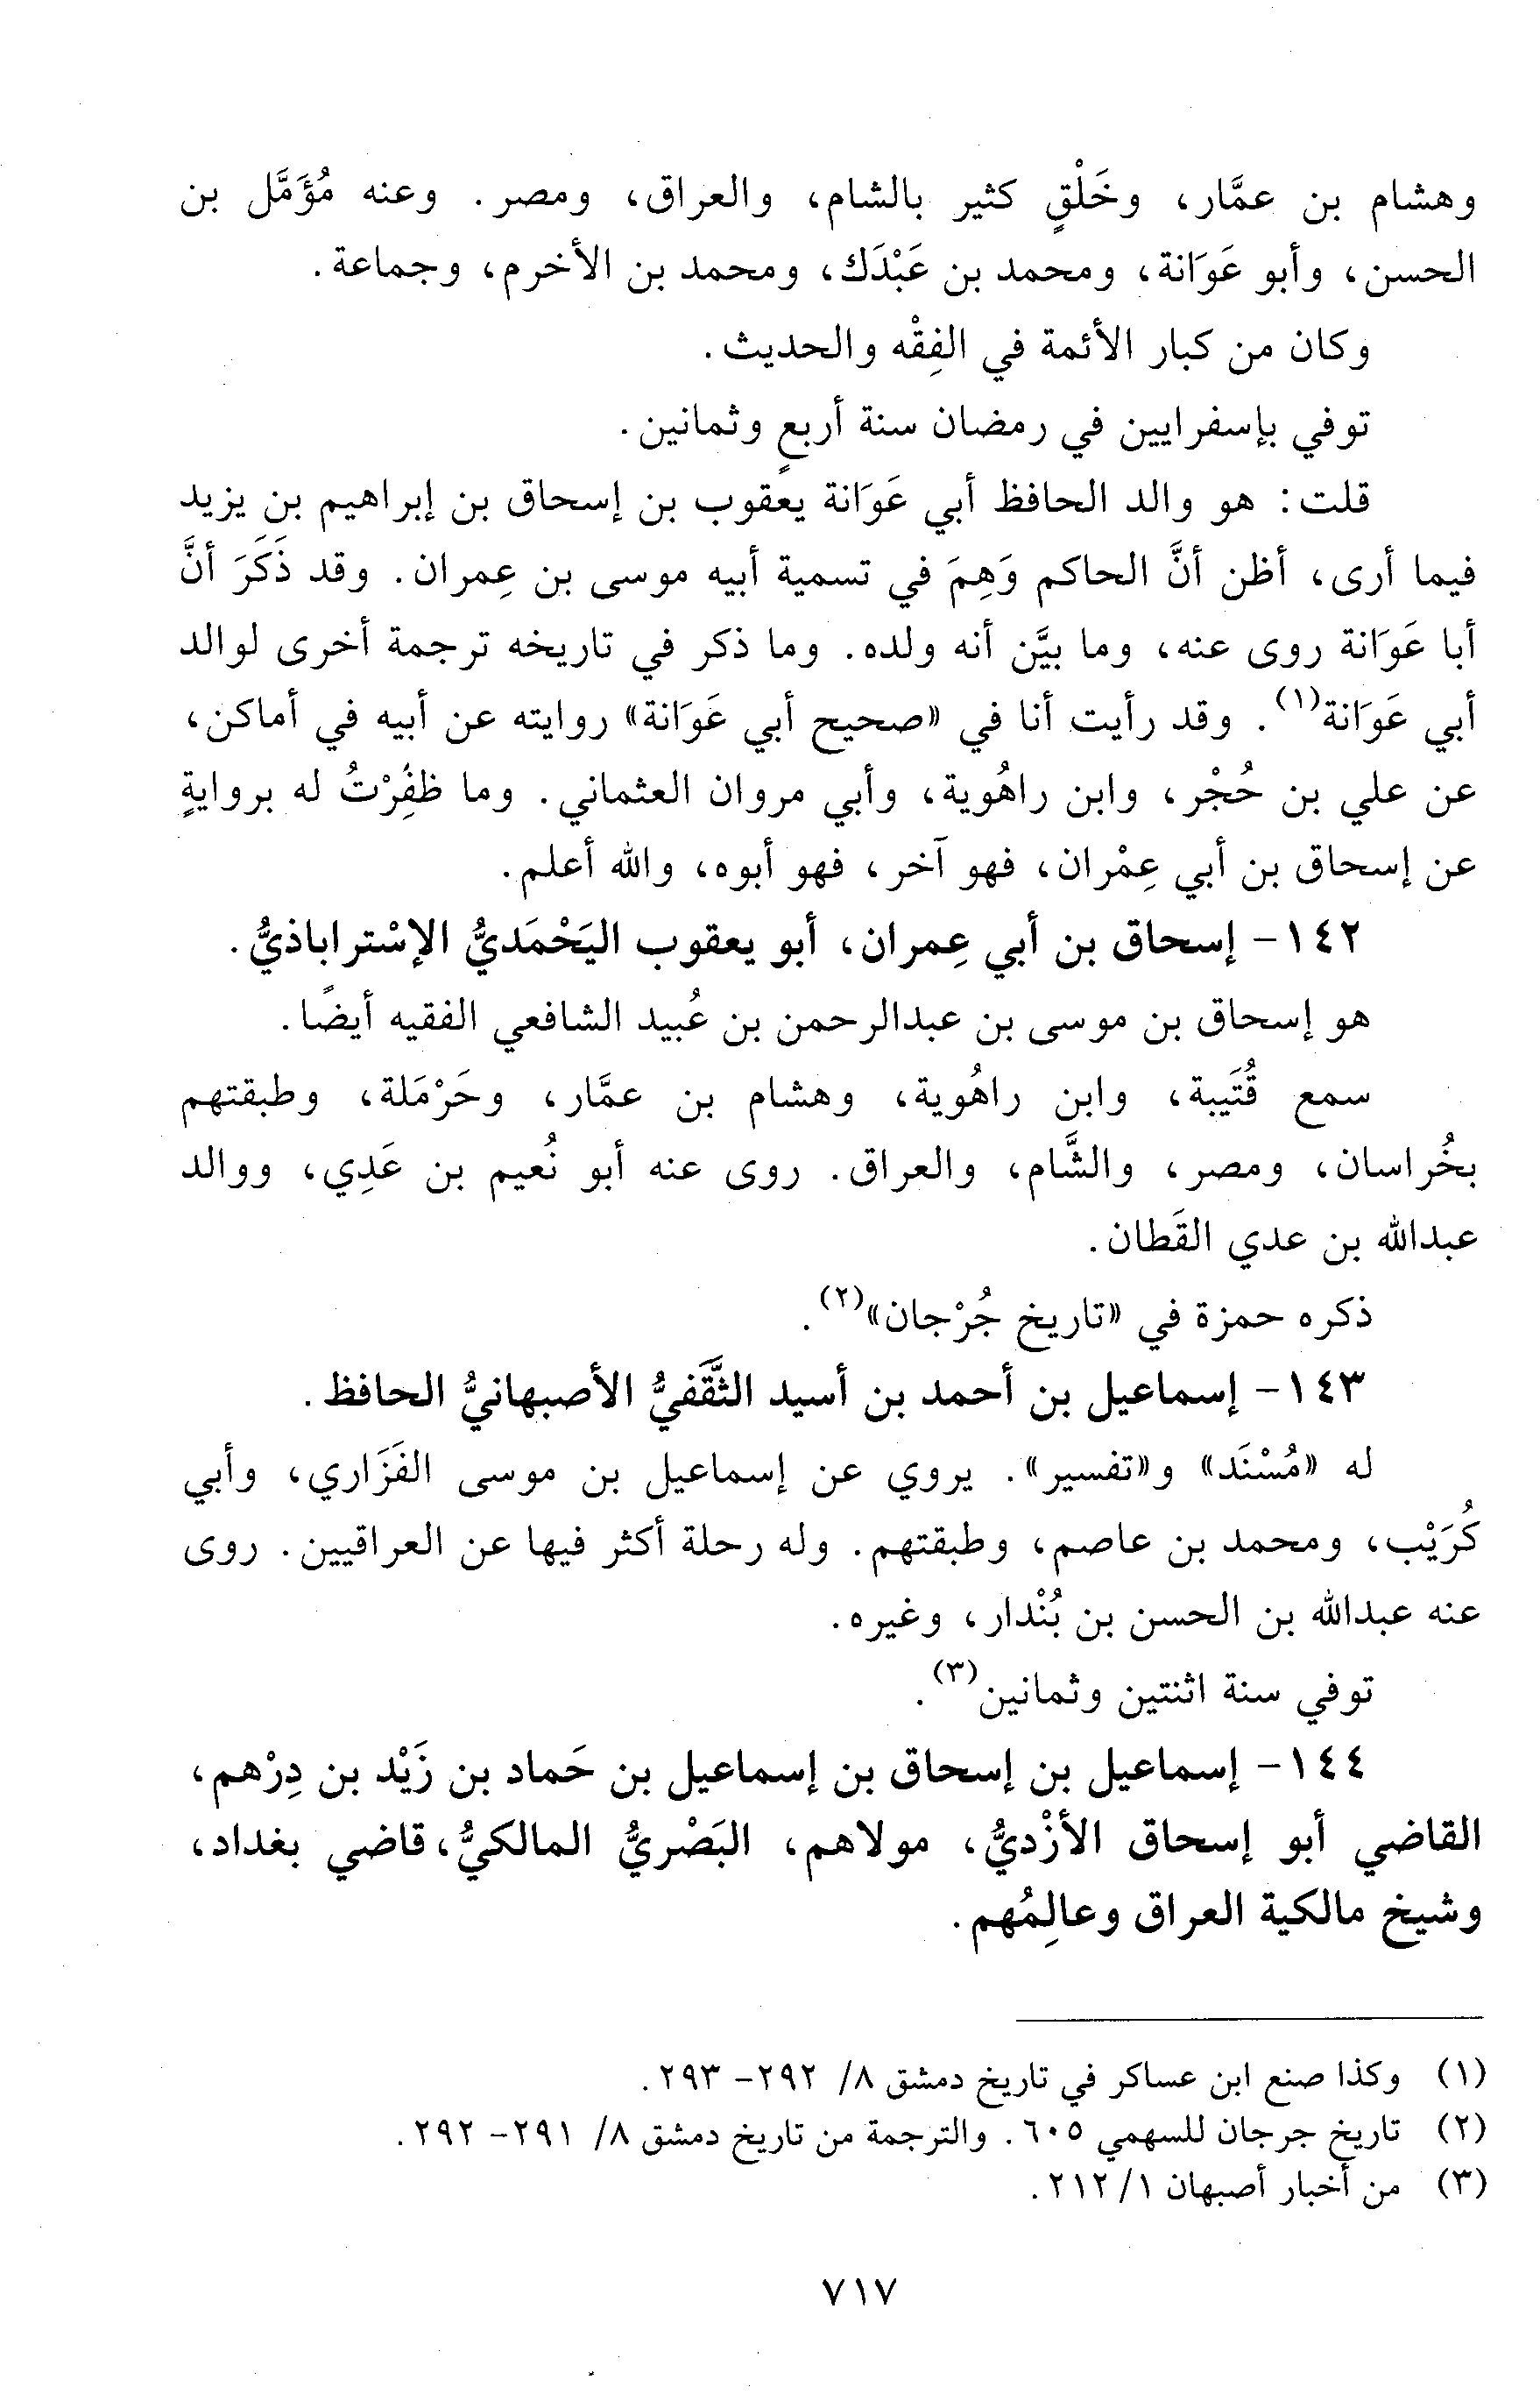 وهشام بن عمَّار، وخَلْقٍ كثير بالشام، والعراق، ومصر. وعنه مُؤَمَّل بن
الحسن، وأبو عَوَانة، ومحمد بن عَبْدَك، ومحمد بن الأخرم، وجماعة.
وكان من كبار الأئمة في الفِقْه والحديث.
توفي بإسفرايين في رمضان سنة أربعٍ وثمانين.
قلت: هو والد الحافظ أبي عَوَانة يعقوب بن إسحاق بن إبراهيم بن يزيد
فيما أرى، أظن أنَّ الحاكم وَهِمَ في تسمية أبيه موسى بن عِمران. وقد ذَكَرَ أنَّ
أبا عَوَانة روى عنه، وما بيَّن أنه ولده. وما ذكر في تاريخه ترجمة أخرى لوالد
أبي عَوَانة(١). وقد رأيت أنا في «صحيح أبي عَوَانة» روايته عن أبيه في أماكن،
عن علي بن حُجْر، وابن راهُوية، وأبي مروان العثماني. وما ظفِرْتُ له بروايةٍ
عن إسحاق بن أبي عِمْران، فهو آخر، فهو أبوه، والله أعلم.
١٤٢- إسحاق بن أبي عِمران، أبو يعقوب اليَحْمَديُّ الإسْتراباذيُّ.
هو إسحاق بن موسى بن عبدالرحمن بن عُبيد الشافعي الفقيه أيضًا.
سمع قُتَيبة، وابن راهُوية، وهشام بن عمَّار، وحَرْمَلة، وطبقتهم
بخُراسان، ومصر، والشَّام، والعراق. روى عنه أبو نُعيم بن عَدِي، ووالد
عبدالله بن عدي القَطان.
ذكره حمزة في «تاريخ جُرْجان»(٢).
١٤٣- إسماعيل بن أحمد بن أسيد الثَّقَفيُّ الأصبهانيُّ الحافظ.
له «مُسْنَد» و«تفسير». يروي عن إسماعيل بن موسى الفَزَاري، وأبي
كُرَيْب، ومحمد بن عاصم، وطبقتهم. وله رحلة أكثر فيها عن العراقيين. روى
عنه عبدالله بن الحسن بن بُنْدار، وغيره.
توفي سنة اثنتين وثمانين(٣).
١٤٤- إسماعيل بن إسحاق بن إسماعيل بن حَماد بن زَيْد بن دِرْهم،
القاضي أبو إسحاق الأزْديُّ، مولاهم، البَصْريُّ المالكيُّ، قاضي بغداد،
وشيخ مالكية العراق وعالِمُهم.
(١) وكذا صنع ابن عساكر في تاريخ دمشق ٨/ ٢٩٢- ٢٩٣.
(٢) تاريخ جرجان للسهمي ٦٠٥. والترجمة من تاريخ دمشق ٨/ ٢٩١- ٢٩٢.
(٣) من أخبار أصبهان ١/ ٢١٢.
٧١٧